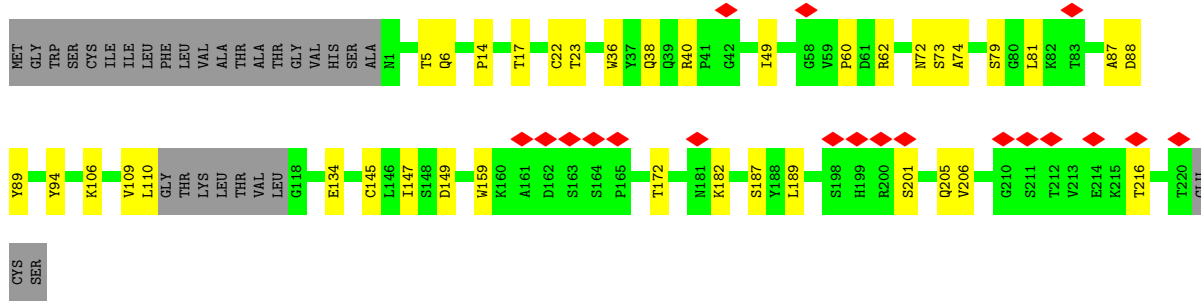 MET GLY TRP SER CYS ILE ILE LEU PHE LEU VAL ALA THR ALA THR GLY VAL HIS SER ALA N1 T5 Q6 P14 T17 C22 T23 W36 Y37 Q38 Q39 R40 P41 G42 I49 G58 V59 P60 D61 R62 N72 S73 A74 S79 G80 L81 K82 T83 A87 D88
Y89 Y94 K106 V109 L110 GLY THR LYS LEU THR VAL LEU G118 E134 C145 L146 I147 S148 D149 W159 K160 A161 D162 S163 S164 P165 T172 N181 K182 S187 Y188 L189 S198 H199 R200 S201 Q205 V206 G210 S211 T212 V213 E214 K215 T216 T220 GLU
CYS SER